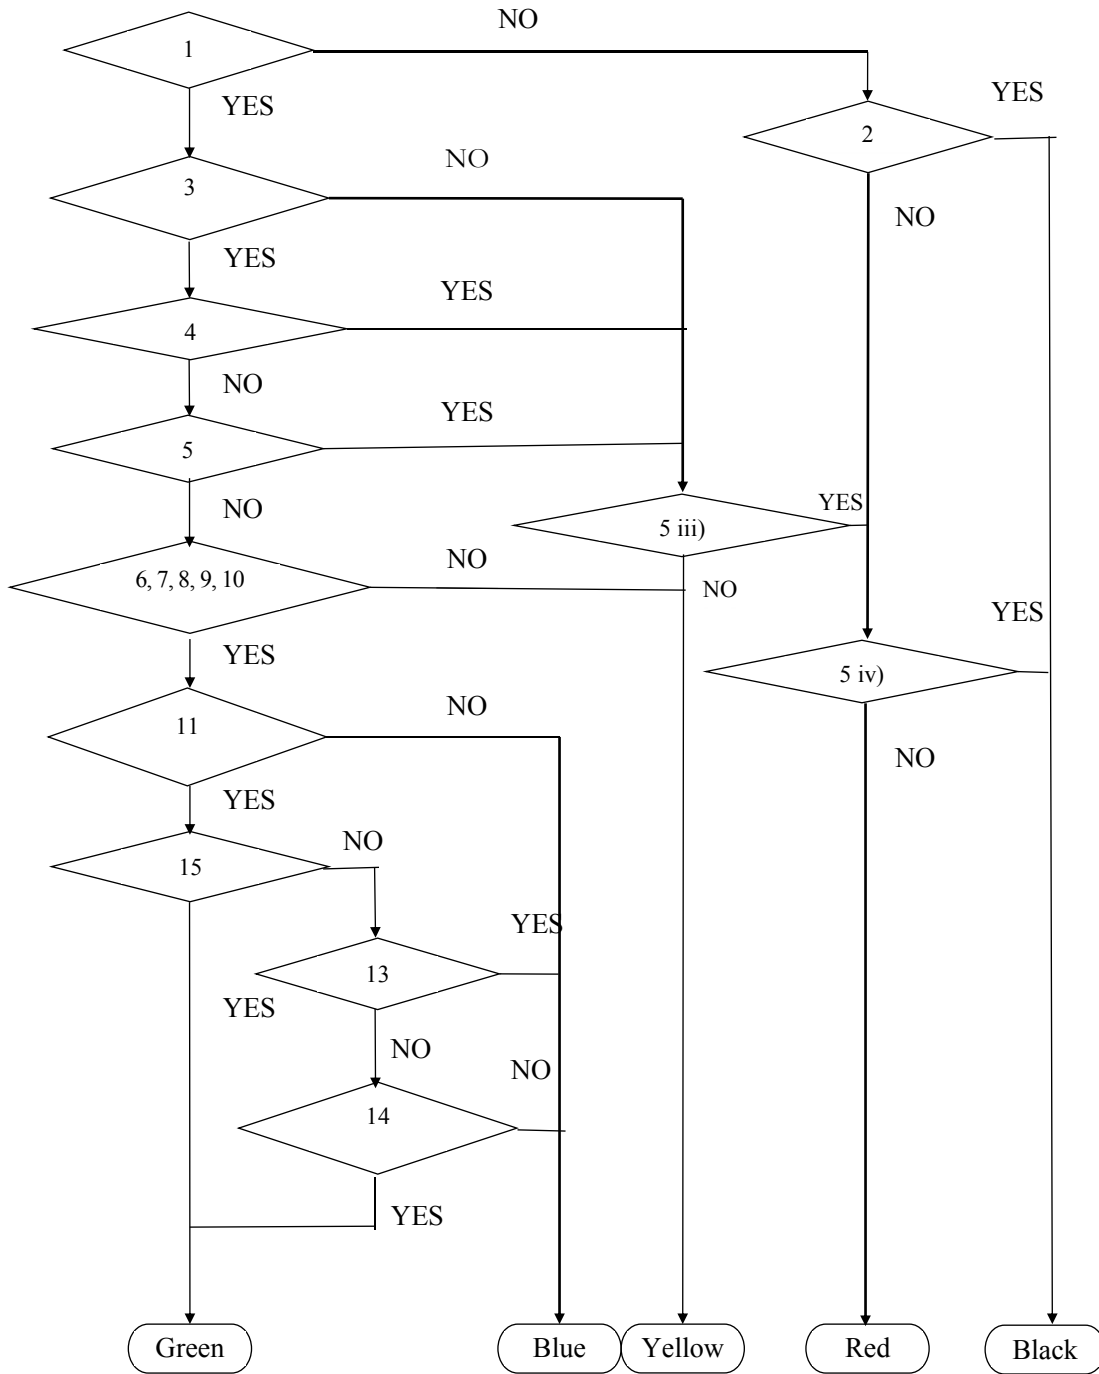 NO
1
YES
YES
2
NO
3
NO
YES
YES
4
NO
YES
5
YES
NO
5 iii)
NO
6, 7, 8, 9, 10
NO
YES
YES
5 iv)
NO
11
NO
YES
NO
15
YES
13
YES
NO
NO
14
YES
Green
Blue
Yellow
Red
Black